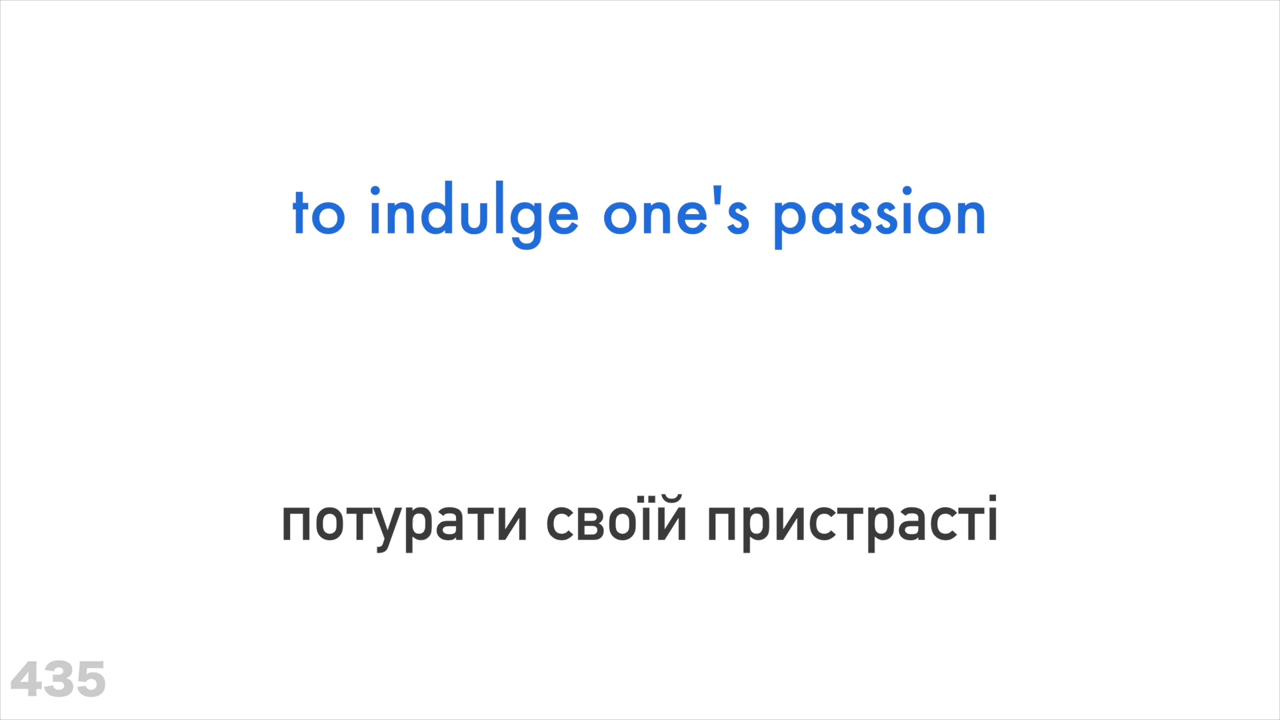 to indulge one's passion
потурати своїй пристрасті
435